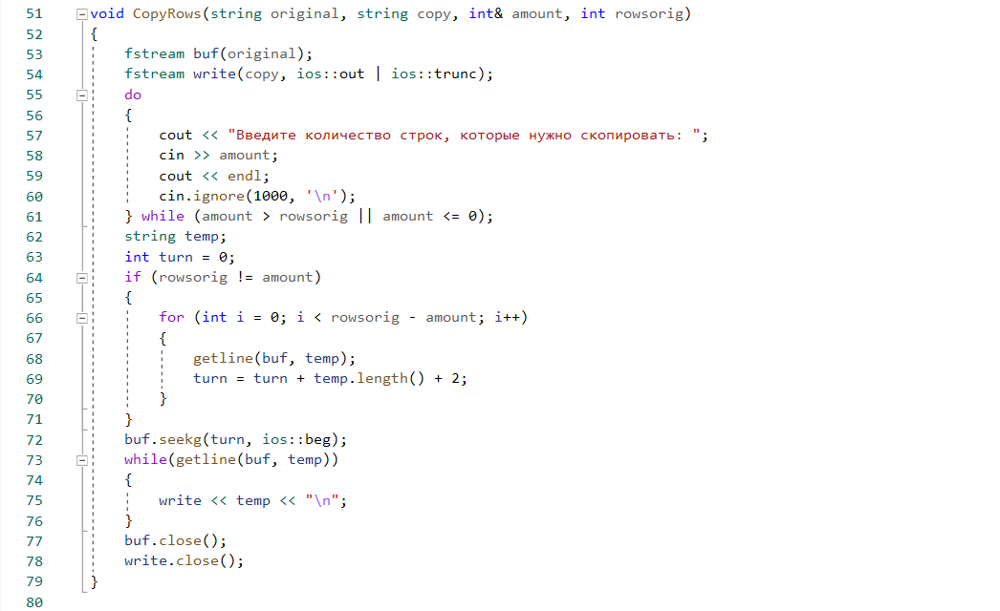 51 void CopyRows(string original, string copy, int& amount, int rowsorig)
52 {
53 fstream buf(original);
54 fstream write(copy, ios::out | ios::trunc);
55 do
56 {
57 cout << "Введите количество строк, которые нужно скопировать: ";
58 cin >> amount;
59 cout << endl;
60 cin.ignore(1000, '\n');
61 } while (amount > rowsorig || amount <= 0);
62 string temp;
63 int turn = 0;
64 if (rowsorig != amount)
65 {
66 for (int i = 0; i < rowsorig - amount; i++)
67 {
68 getline(buf, temp);
69 turn = turn + temp.length() + 2;
70 }
71 }
72 buf.seekg(turn, ios::beg);
73 while(getline(buf, temp))
74 {
75 write << temp << "\n";
76 }
77 buf.close();
78 write.close();
79 }
80